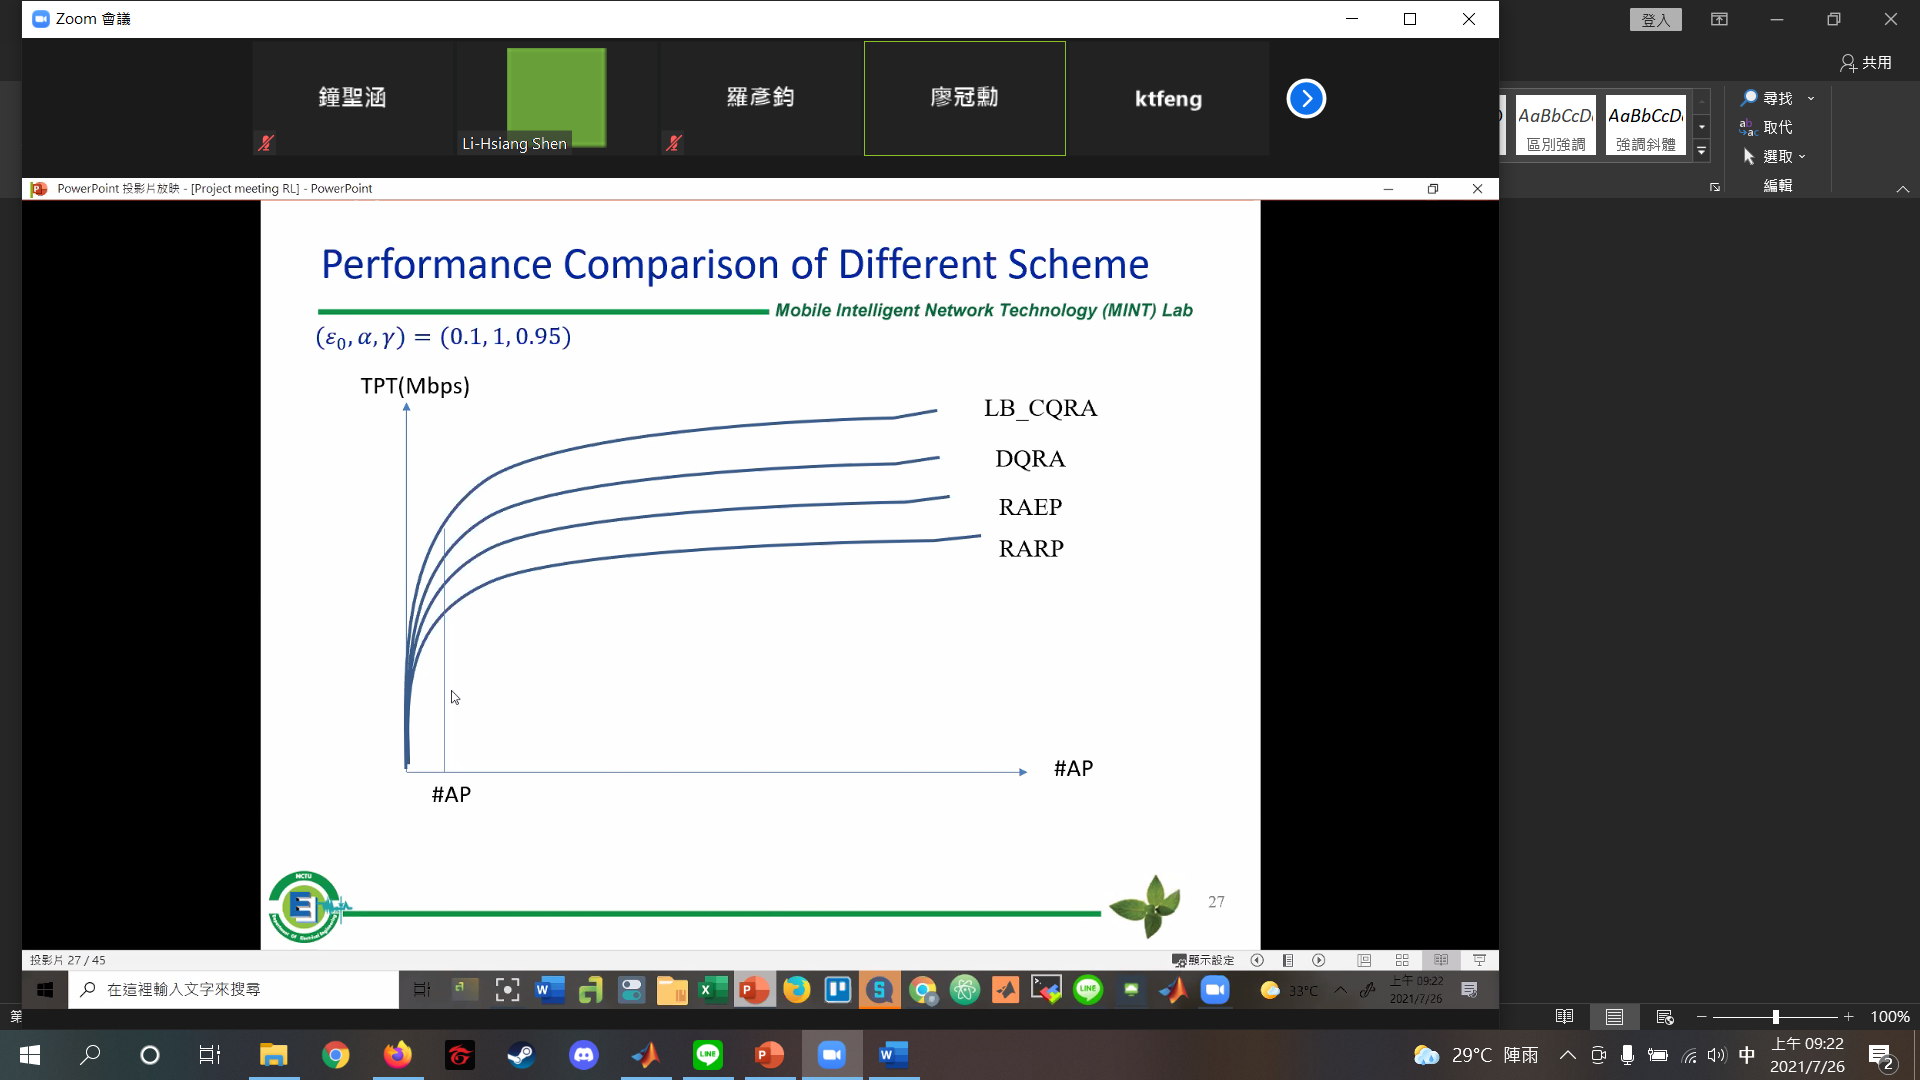 Zoom 會議
登入
共用
鐘聖涵
Li-Hsiang Shen
羅彥鈞
廖冠勳
ktfeng
AaBbCcDc
區別強調
AaBbCcDc
強調斜體
尋找
取代
選取
編輯
PowerPoint 投影片放映 - [Project meeting RL] - PowerPoint
Performance Comparison of Different Scheme
Mobile Intelligent Network Technology (MINT) Lab
(ε₀, α, γ) = (0.1, 1, 0.95)
TPT(Mbps)
LB_CQRA
DQRA
RAEP
RARP
#AP
#AP
NCTU
27
投影片 27 / 45
顯示設定
在這裡輸入文字來搜尋
33°C
上午 09:22
2021/7/26
第
100%
29°C 陣雨
中
上午 09:22
2021/7/26
2